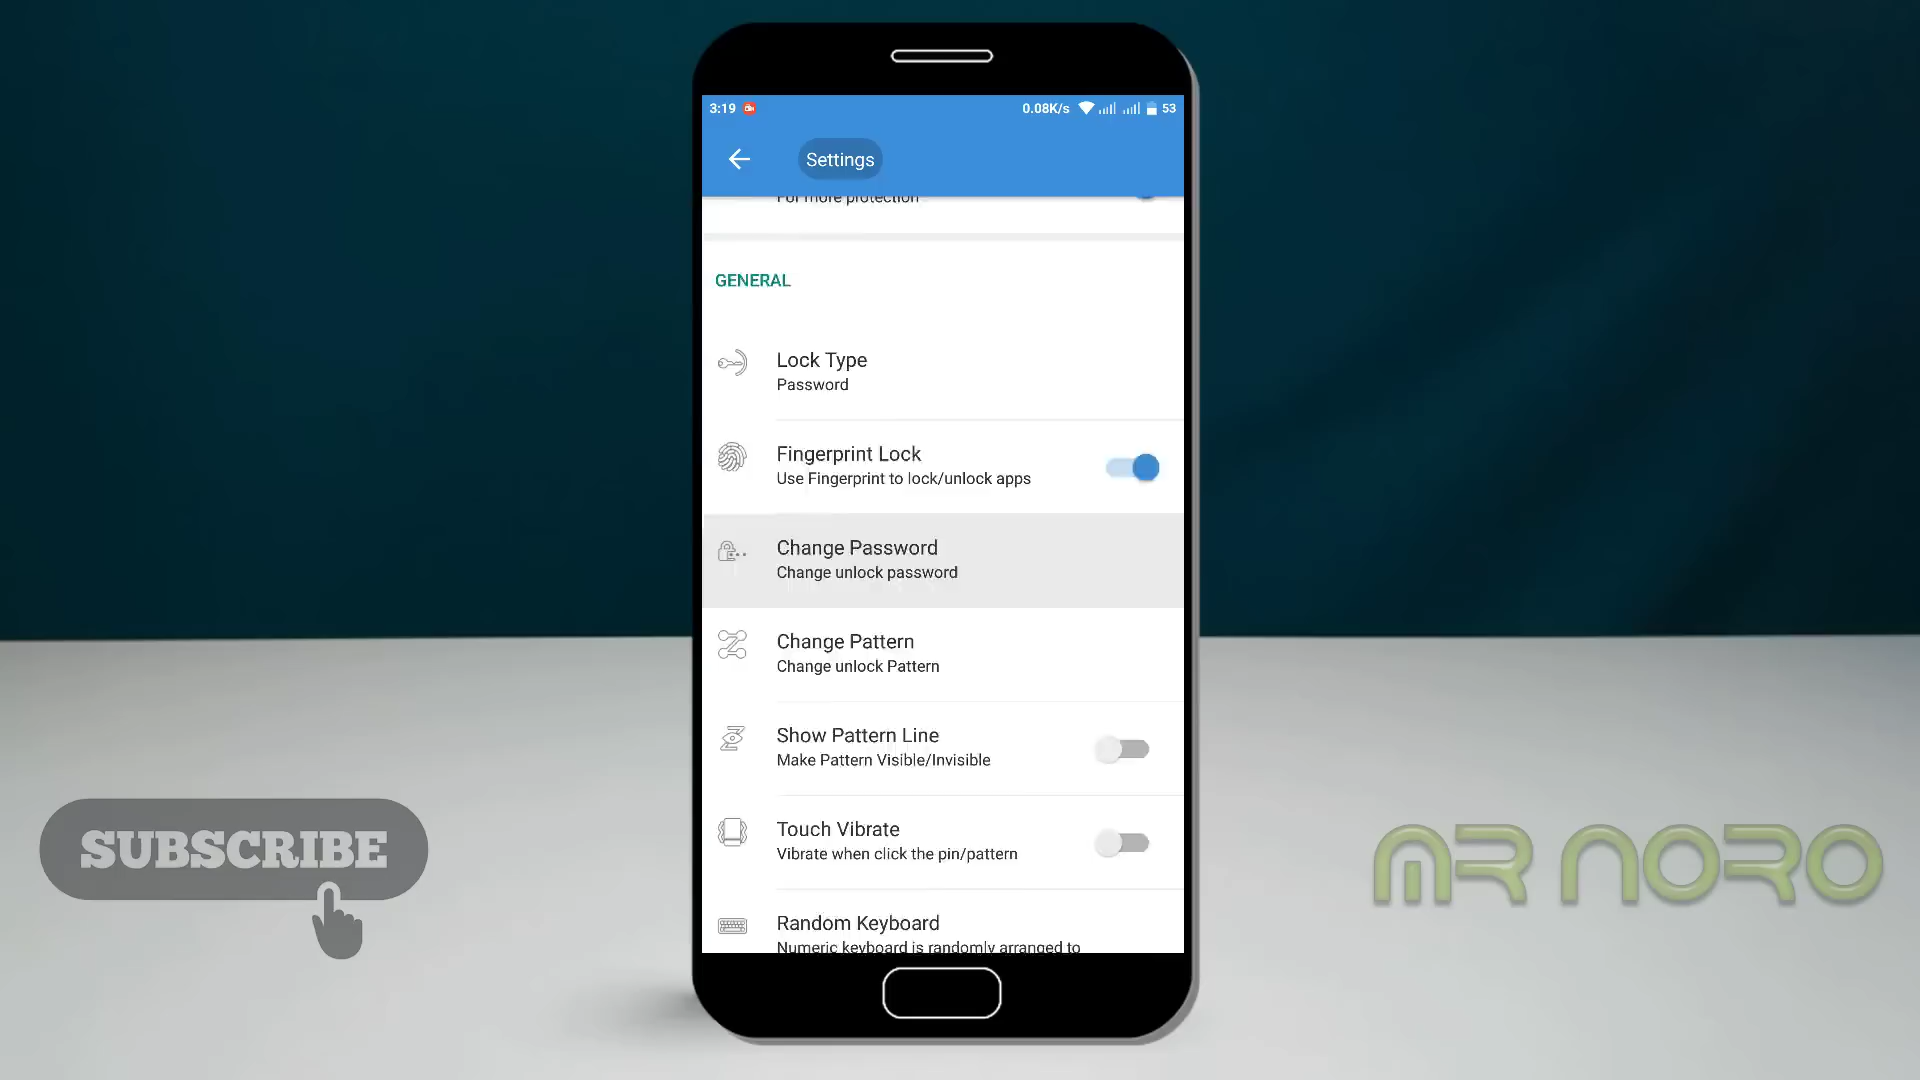 3:19 0.08K/s 53
Settings
For more protection
GENERAL
Lock Type
Password
Fingerprint Lock
Use Fingerprint to lock/unlock apps
Change Password
Change unlock password
Change Pattern
Change unlock Pattern
Show Pattern Line
Make Pattern Visible/Invisible
Touch Vibrate
Vibrate when click the pin/pattern
Random Keyboard
Numeric keyboard is randomly arranged to
SUBSCRIBE
MR NORO